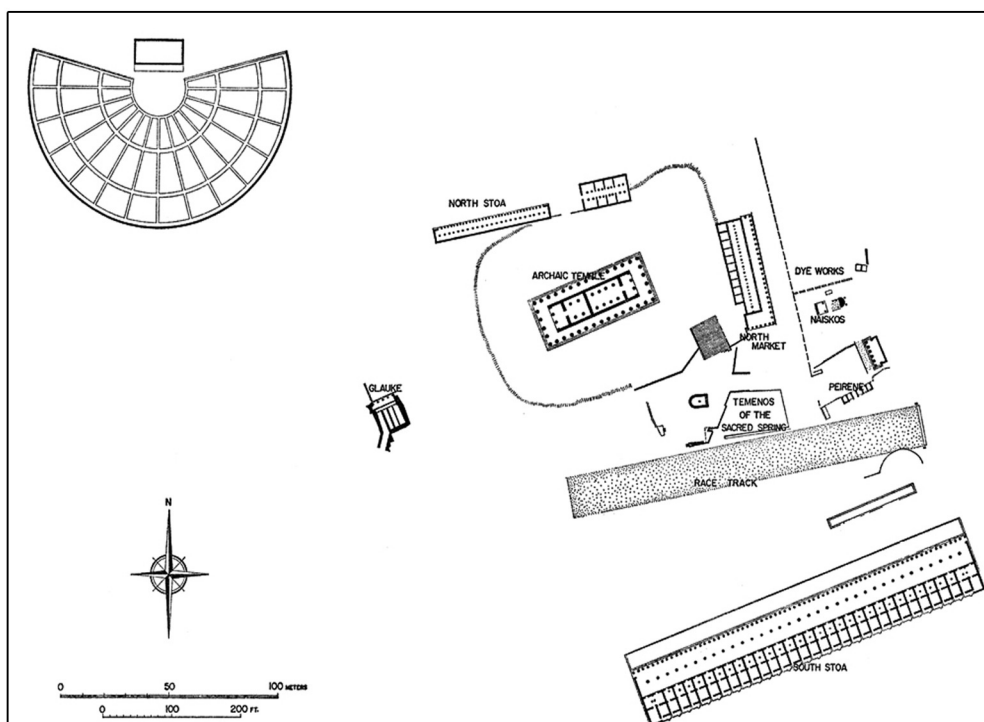 NORTH STOA
ARCHAIC TEMPLE
DYE WORKS
NAISKOS
NORTH
MARKET
GLAUKE
PEIRENE
TEMENOS
OF THE
SACRED SPRING
RACE TRACK
N
SOUTH STOA
0 50 100 METERS
0 100 200 FT.